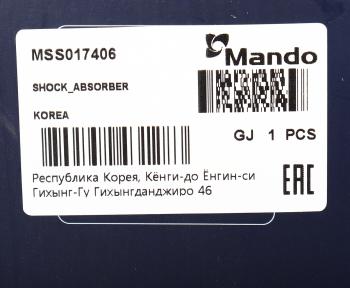 MSS017406
Mando
SHOCK_ABSORBER
KOREA
GJ 1 PCS
Республика Корея, Кёнги-до Ёнгин-си
Гихынг-Гу Гихынгданджиро 46
EAC